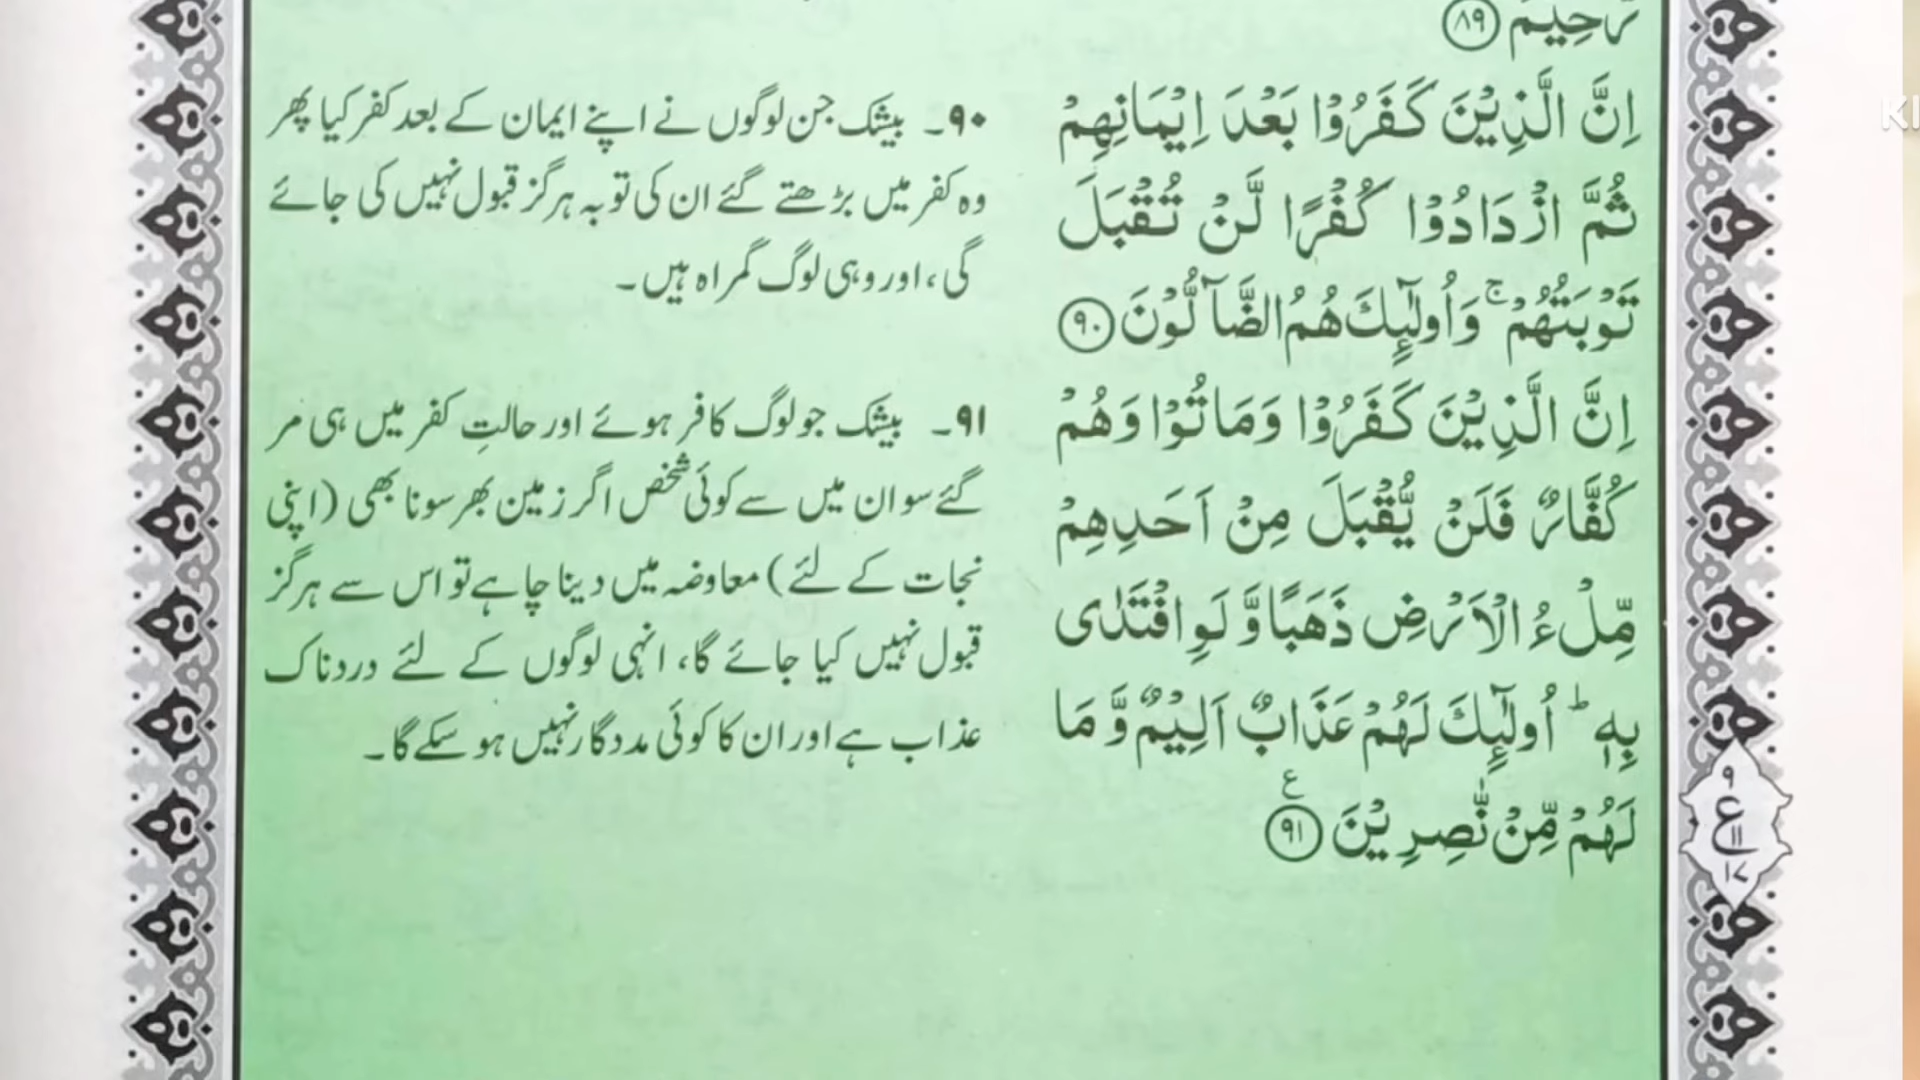 رَّحِیْمٌ ﴿۸۹﴾
اِنَّ الَّذِیْنَ كَفَرُوْا بَعْدَ اِیْمَانِهِمْ
ثُمَّ ازْدَادُوْا كُفْرًا لَّنْ تُقْبَلَ
تَوْبَتُهُمْ ۚ وَاُولٰٓىِٕكَ هُمُ الضَّآلُّوْنَ ﴿۹۰﴾
اِنَّ الَّذِیْنَ كَفَرُوْا وَمَاتُوْا وَهُمْ
كُفَّارٌ فَلَنْ یُّقْبَلَ مِنْ اَحَدِهِمْ
مِّلْءُ الْاَرْضِ ذَهَبًا وَّ لَوِ افْتَدٰی
بِهٖ ؕ اُولٰٓىِٕكَ لَهُمْ عَذَابٌ اَلِیْمٌ وَّ مَا
لَهُمْ مِّنْ نّٰصِرِیْنَ ﴿۹۱﴾ ع
۹۰۔ بیشک جن لوگوں نے اپنے ایمان کے بعد کفر کیا پھر
وہ کفر میں بڑھتے گئے ان کی توبہ ہرگز قبول نہیں کی جائے
گی، اور وہی لوگ گمراہ ہیں۔
۹۱۔ بیشک جو لوگ کافر ہوئے اور حالتِ کفر میں ہی مر
گئے سو ان میں سے کوئی شخص اگر زمین بھر سونا بھی (اپنی
نجات کے لئے) معاوضہ میں دینا چاہے تو اس سے ہرگز
قبول نہیں کیا جائے گا، انہی لوگوں کے لئے دردناک
عذاب ہے اور ان کا کوئی مددگار نہیں ہو سکے گا۔
۹
ع
۱۱
۱۷